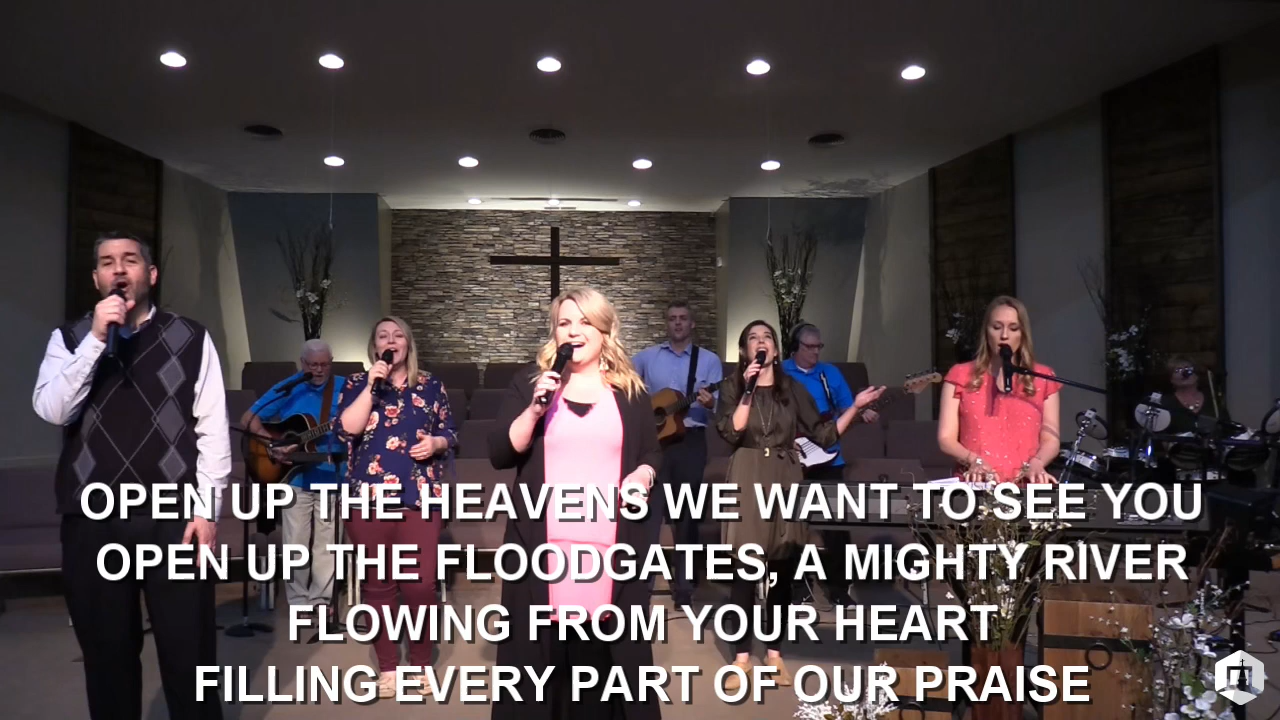 OPEN UP THE HEAVENS WE WANT TO SEE YOU
OPEN UP THE FLOODGATES, A MIGHTY RIVER
FLOWING FROM YOUR HEART
FILLING EVERY PART OF OUR PRAISE